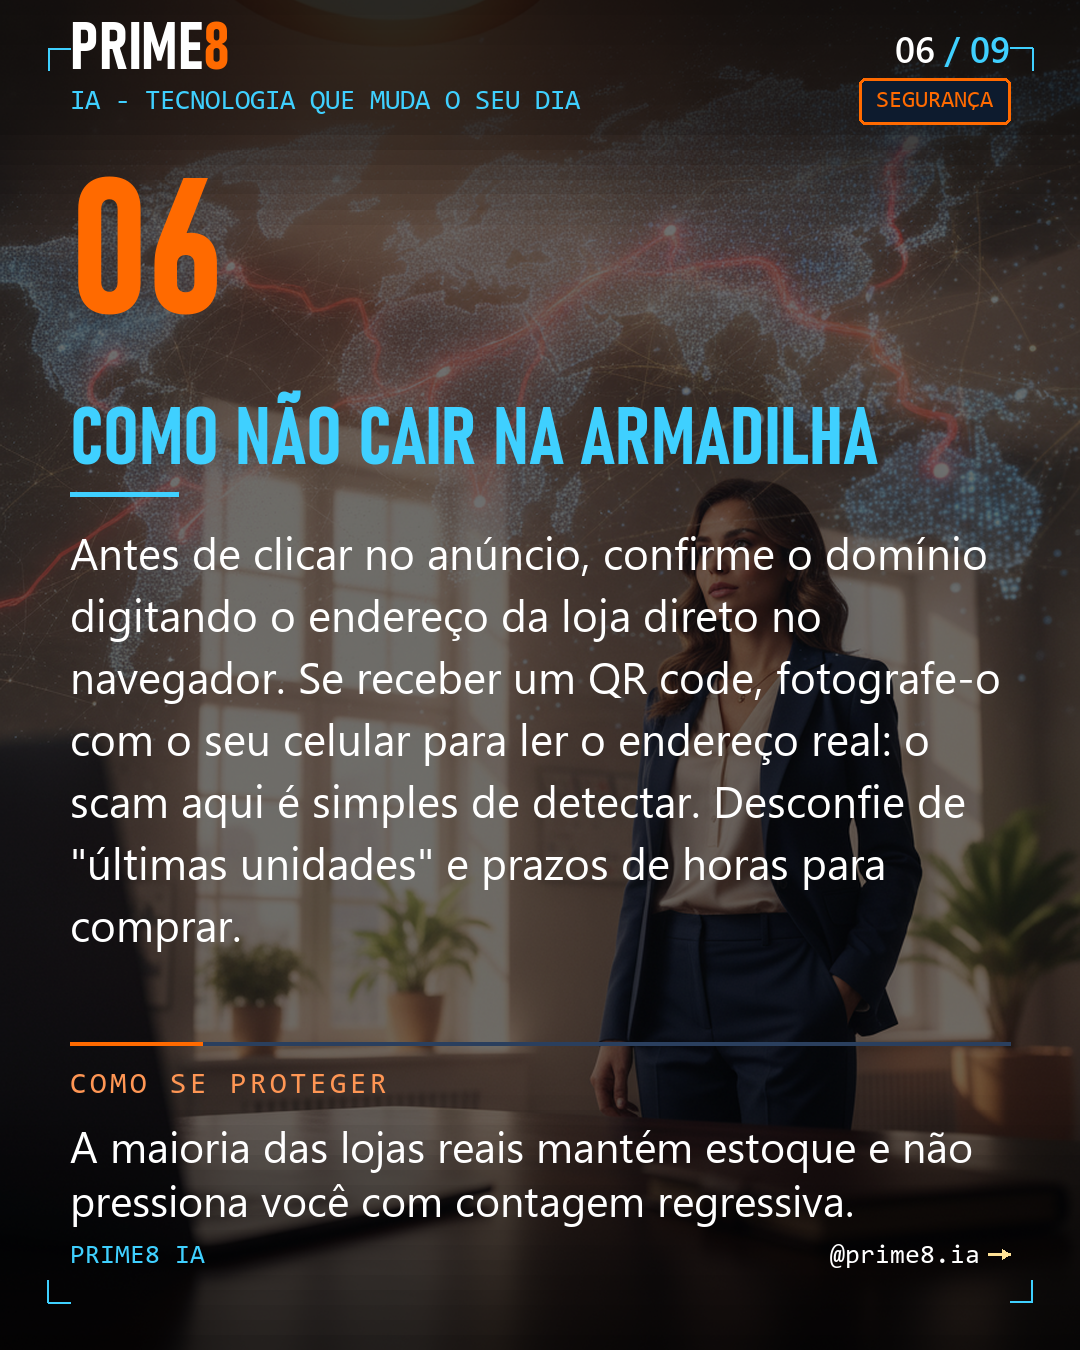 PRIME8
06 / 09
IA - TECNOLOGIA QUE MUDA O SEU DIA
SEGURANÇA
06
COMO NÃO CAIR NA ARMADILHA
Antes de clicar no anúncio, confirme o domínio
digitando o endereço da loja direto no
navegador. Se receber um QR code, fotografe-o
com o seu celular para ler o endereço real: o
scam aqui é simples de detectar. Desconfie de
"últimas unidades" e prazos de horas para
comprar.
COMO SE PROTEGER
A maioria das lojas reais mantém estoque e não
pressiona você com contagem regressiva.
PRIME8 IA
@prime8.ia